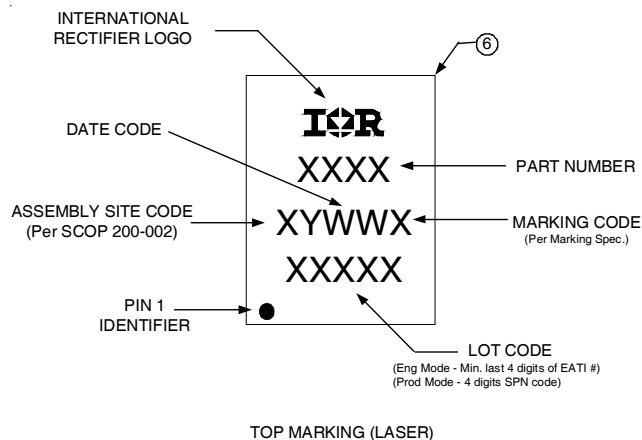 INTERNATIONAL
RECTIFIER LOGO
6
IOR
DATE CODE
XXXX
PART NUMBER
ASSEMBLY SITE CODE
(Per SCOP 200-002)
XYWWX
MARKING CODE
(Per Marking Spec.)
XXXXX
PIN 1
IDENTIFIER
LOT CODE
(Eng Mode - Min. last 4 digits of EATI #)
(Prod Mode - 4 digits SPN code)
TOP MARKING (LASER)